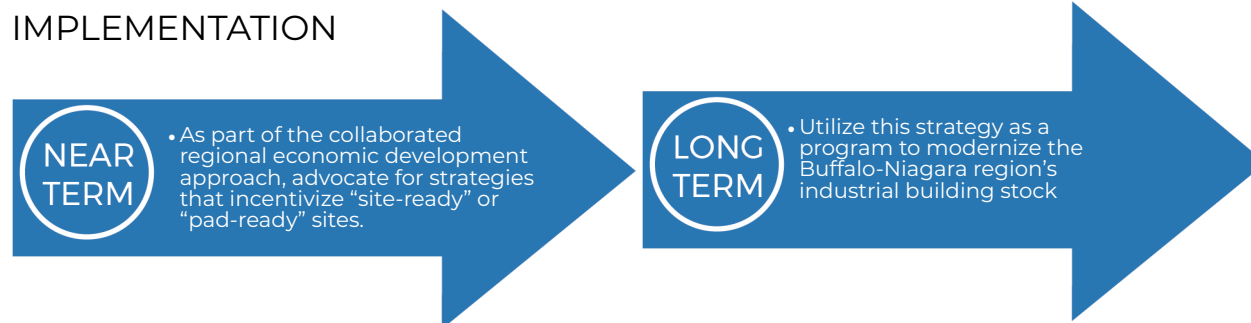 IMPLEMENTATION
NEAR
TERM
• As part of the collaborated
regional economic development
approach, advocate for strategies
that incentivize “site-ready” or
“pad-ready” sites.
LONG
TERM
• Utilize this strategy as a
program to modernize the
Buffalo-Niagara region’s
industrial building stock